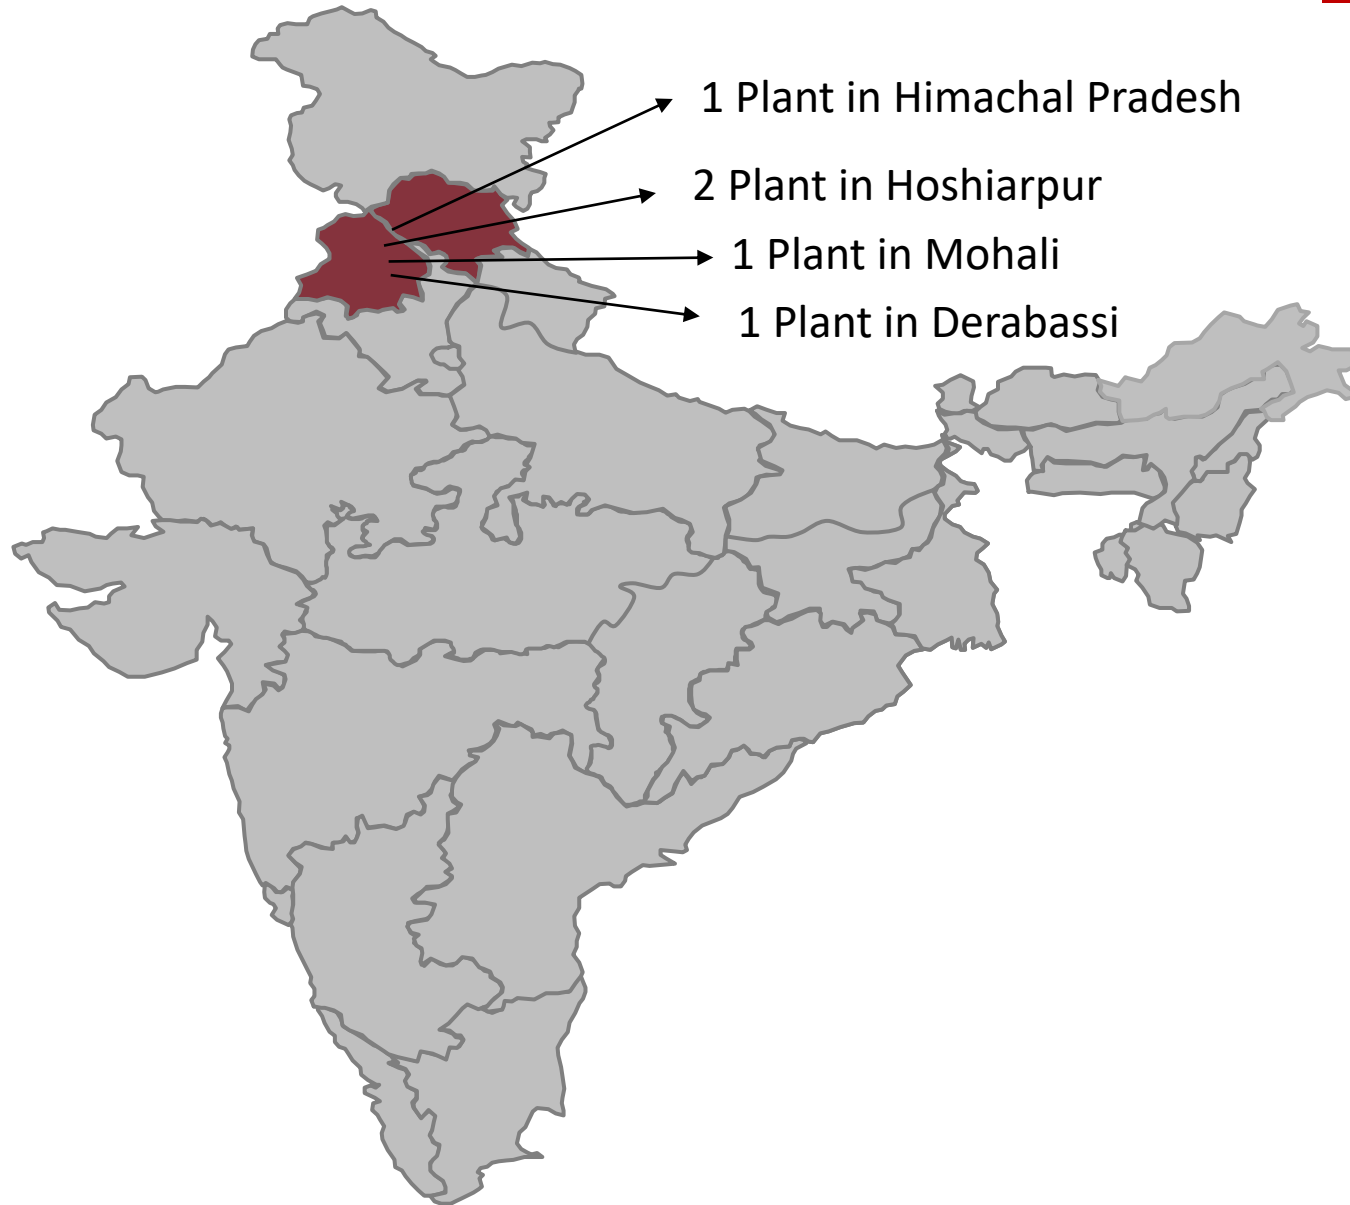 1 Plant in Himachal Pradesh
2 Plant in Hoshiarpur
1 Plant in Mohali
1 Plant in Derabassi